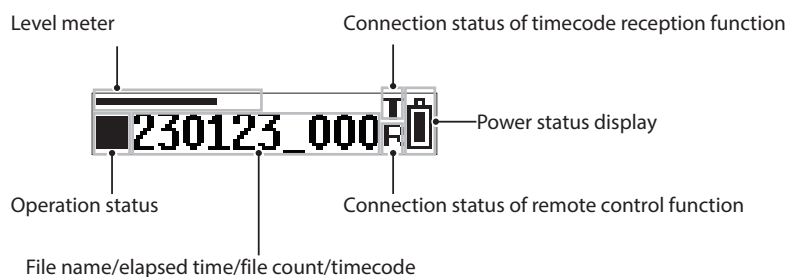 Level meter
Connection status of timecode reception function
T
230123_000
R
Power status display
Operation status
Connection status of remote control function
File name/elapsed time/file count/timecode